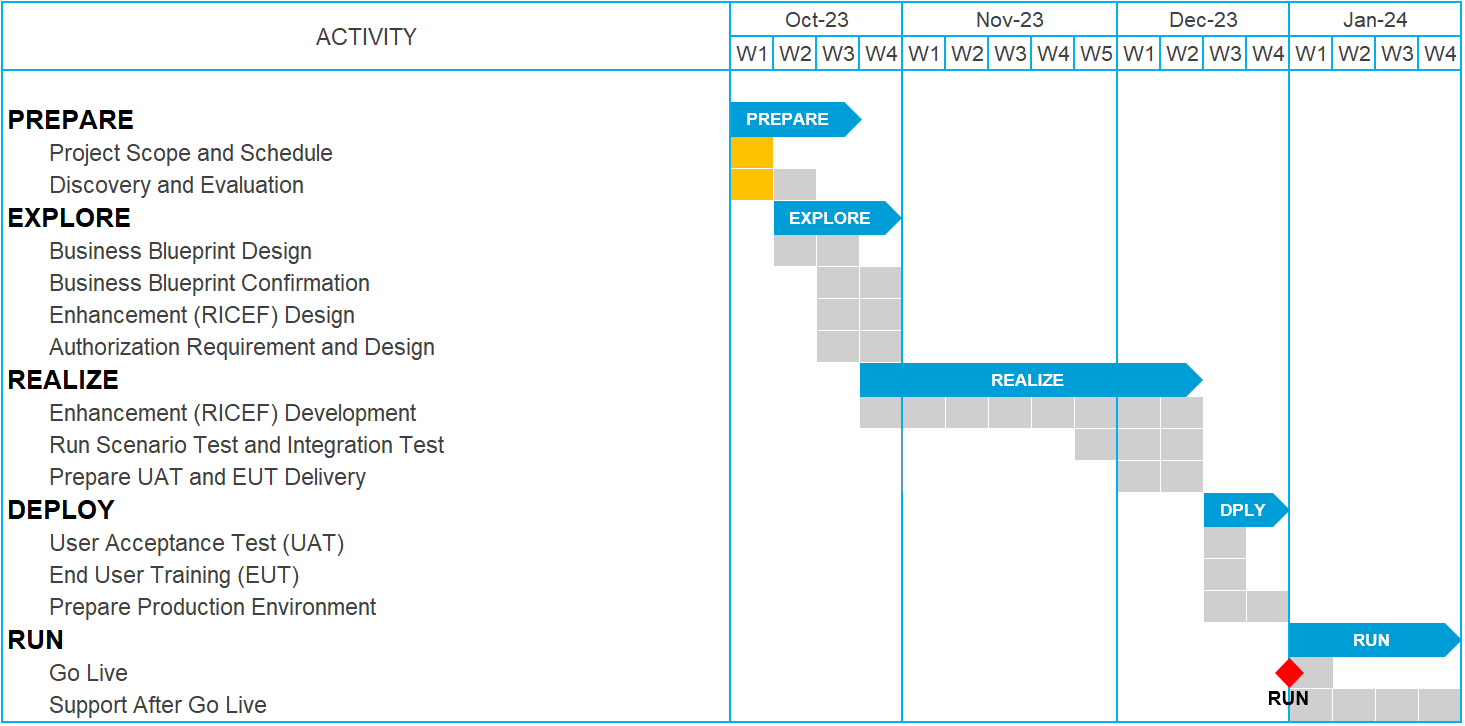 ACTIVITY Oct-23 Nov-23 Dec-23 Jan-24
W1 W2 W3 W4 W1 W2 W3 W4 W5 W1 W2 W3 W4 W1 W2 W3 W4
PREPARE PREPARE
Project Scope and Schedule
Discovery and Evaluation
EXPLORE EXPLORE
Business Blueprint Design
Business Blueprint Confirmation
Enhancement (RICEF) Design
Authorization Requirement and Design
REALIZE REALIZE
Enhancement (RICEF) Development
Run Scenario Test and Integration Test
Prepare UAT and EUT Delivery
DEPLOY DPLY
User Acceptance Test (UAT)
End User Training (EUT)
Prepare Production Environment
RUN RUN
Go Live
Support After Go Live RUN